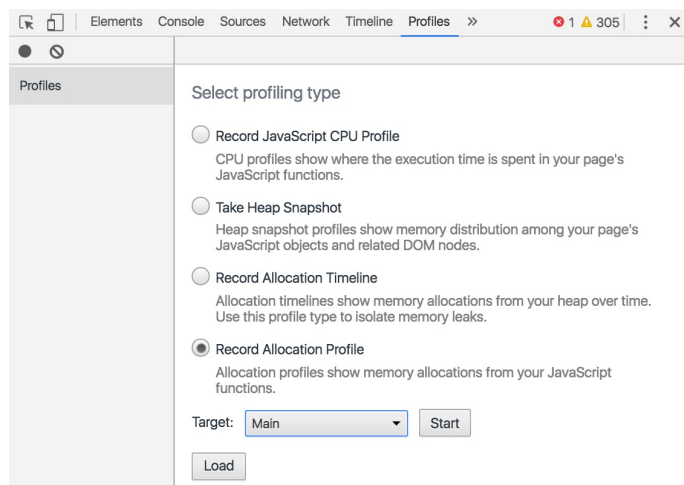 Elements Console Sources Network Timeline Profiles » 1 305
Profiles
Select profiling type
Record JavaScript CPU Profile
CPU profiles show where the execution time is spent in your page's
JavaScript functions.
Take Heap Snapshot
Heap snapshot profiles show memory distribution among your page's
JavaScript objects and related DOM nodes.
Record Allocation Timeline
Allocation timelines show memory allocations from your heap over time.
Use this profile type to isolate memory leaks.
Record Allocation Profile
Allocation profiles show memory allocations from your JavaScript
functions.
Target: Main Start
Load